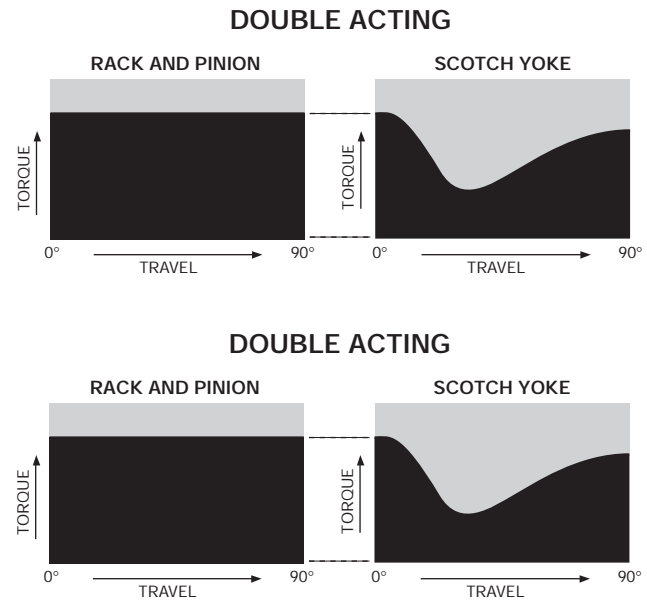 DOUBLE ACTING
RACK AND PINION
SCOTCH YOKE
TORQUE
TORQUE
0°
90°
0°
90°
TRAVEL
TRAVEL
DOUBLE ACTING
RACK AND PINION
SCOTCH YOKE
TORQUE
TORQUE
0°
90°
0°
90°
TRAVEL
TRAVEL